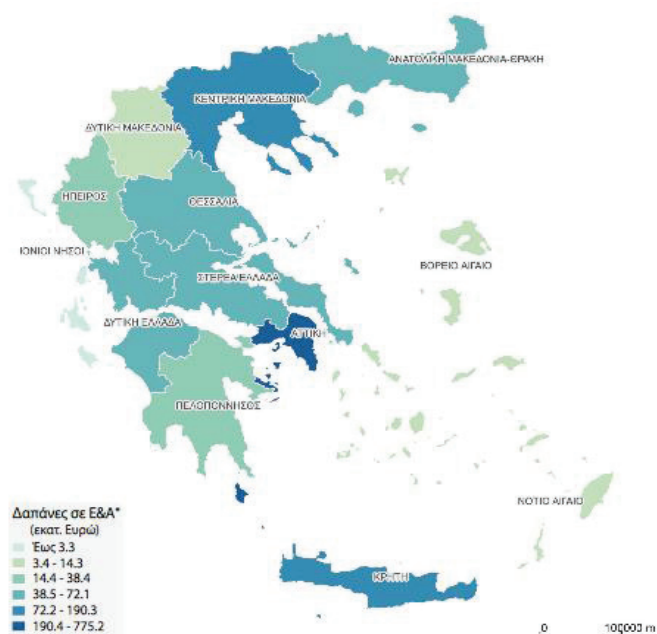 ΑΝΑΤΟΛΙΚΗ ΜΑΚΕΔΟΝΙΑ-ΘΡΑΚΗ
ΚΕΝΤΡΙΚΗ ΜΑΚΕΔΟΝΙΑ
ΔΥΤΙΚΗ ΜΑΚΕΔΟΝΙΑ
ΗΠΕΙΡΟΣ
ΘΕΣΣΑΛΙΑ
ΙΟΝΙΟΙ ΝΗΣΟΙ
ΒΟΡΕΙΟ ΑΙΓΑΙΟ
ΣΤΕΡΕΑ ΕΛΛΑΔΑ
ΔΥΤΙΚΗ ΕΛΛΑΔΑ
ΑΤΤΙΚΗ
ΠΕΛΟΠΟΝΝΗΣΟΣ
ΝΟΤΙΟ ΑΙΓΑΙΟ
ΚΡΗΤΗ
Δαπάνες σε Ε&Α*
(εκατ. Ευρώ)
Έως 3.3
3.4 - 14.3
14.4 - 38.4
38.5 - 72.1
72.2 - 190.3
190.4 - 775.2
0 100000 m